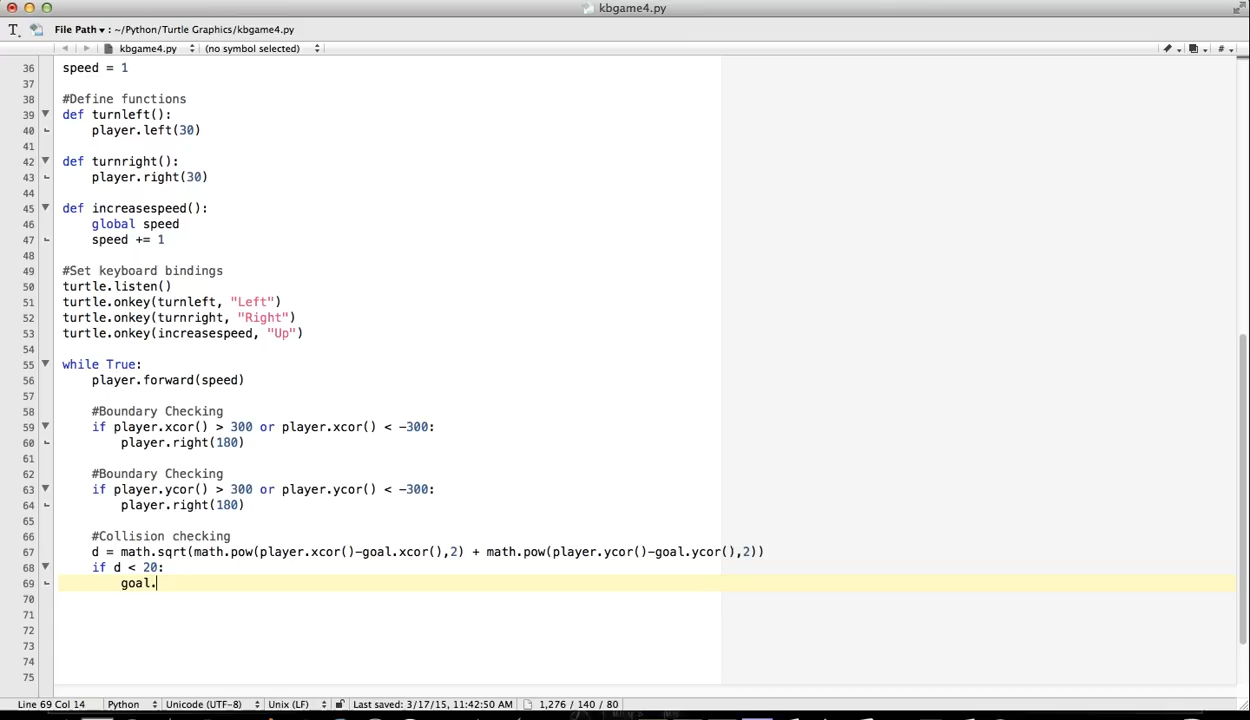 kbgame4.py
T. File Path ▾ : ~/Python/Turtle Graphics/kbgame4.py
kbgame4.py (no symbol selected) #
36 speed = 1
37
38 #Define functions
39 def turnleft():
40 player.left(30)
41
42 def turnright():
43 player.right(30)
44
45 def increasespeed():
46 global speed
47 speed += 1
48
49 #Set keyboard bindings
50 turtle.listen()
51 turtle.onkey(turnleft, "Left")
52 turtle.onkey(turnright, "Right")
53 turtle.onkey(increasespeed, "Up")
54
55 while True:
56 player.forward(speed)
57
58 #Boundary Checking
59 if player.xcor() > 300 or player.xcor() < -300:
60 player.right(180)
61
62 #Boundary Checking
63 if player.ycor() > 300 or player.ycor() < -300:
64 player.right(180)
65
66 #Collision checking
67 d = math.sqrt(math.pow(player.xcor()-goal.xcor(),2) + math.pow(player.ycor()-goal.ycor(),2))
68 if d < 20:
69 goal.
70
71
72
73
74
75
Line 69 Col 14 Python Unicode (UTF-8) Unix (LF) Last saved: 3/17/15, 11:42:50 AM 1,276 / 140 / 80